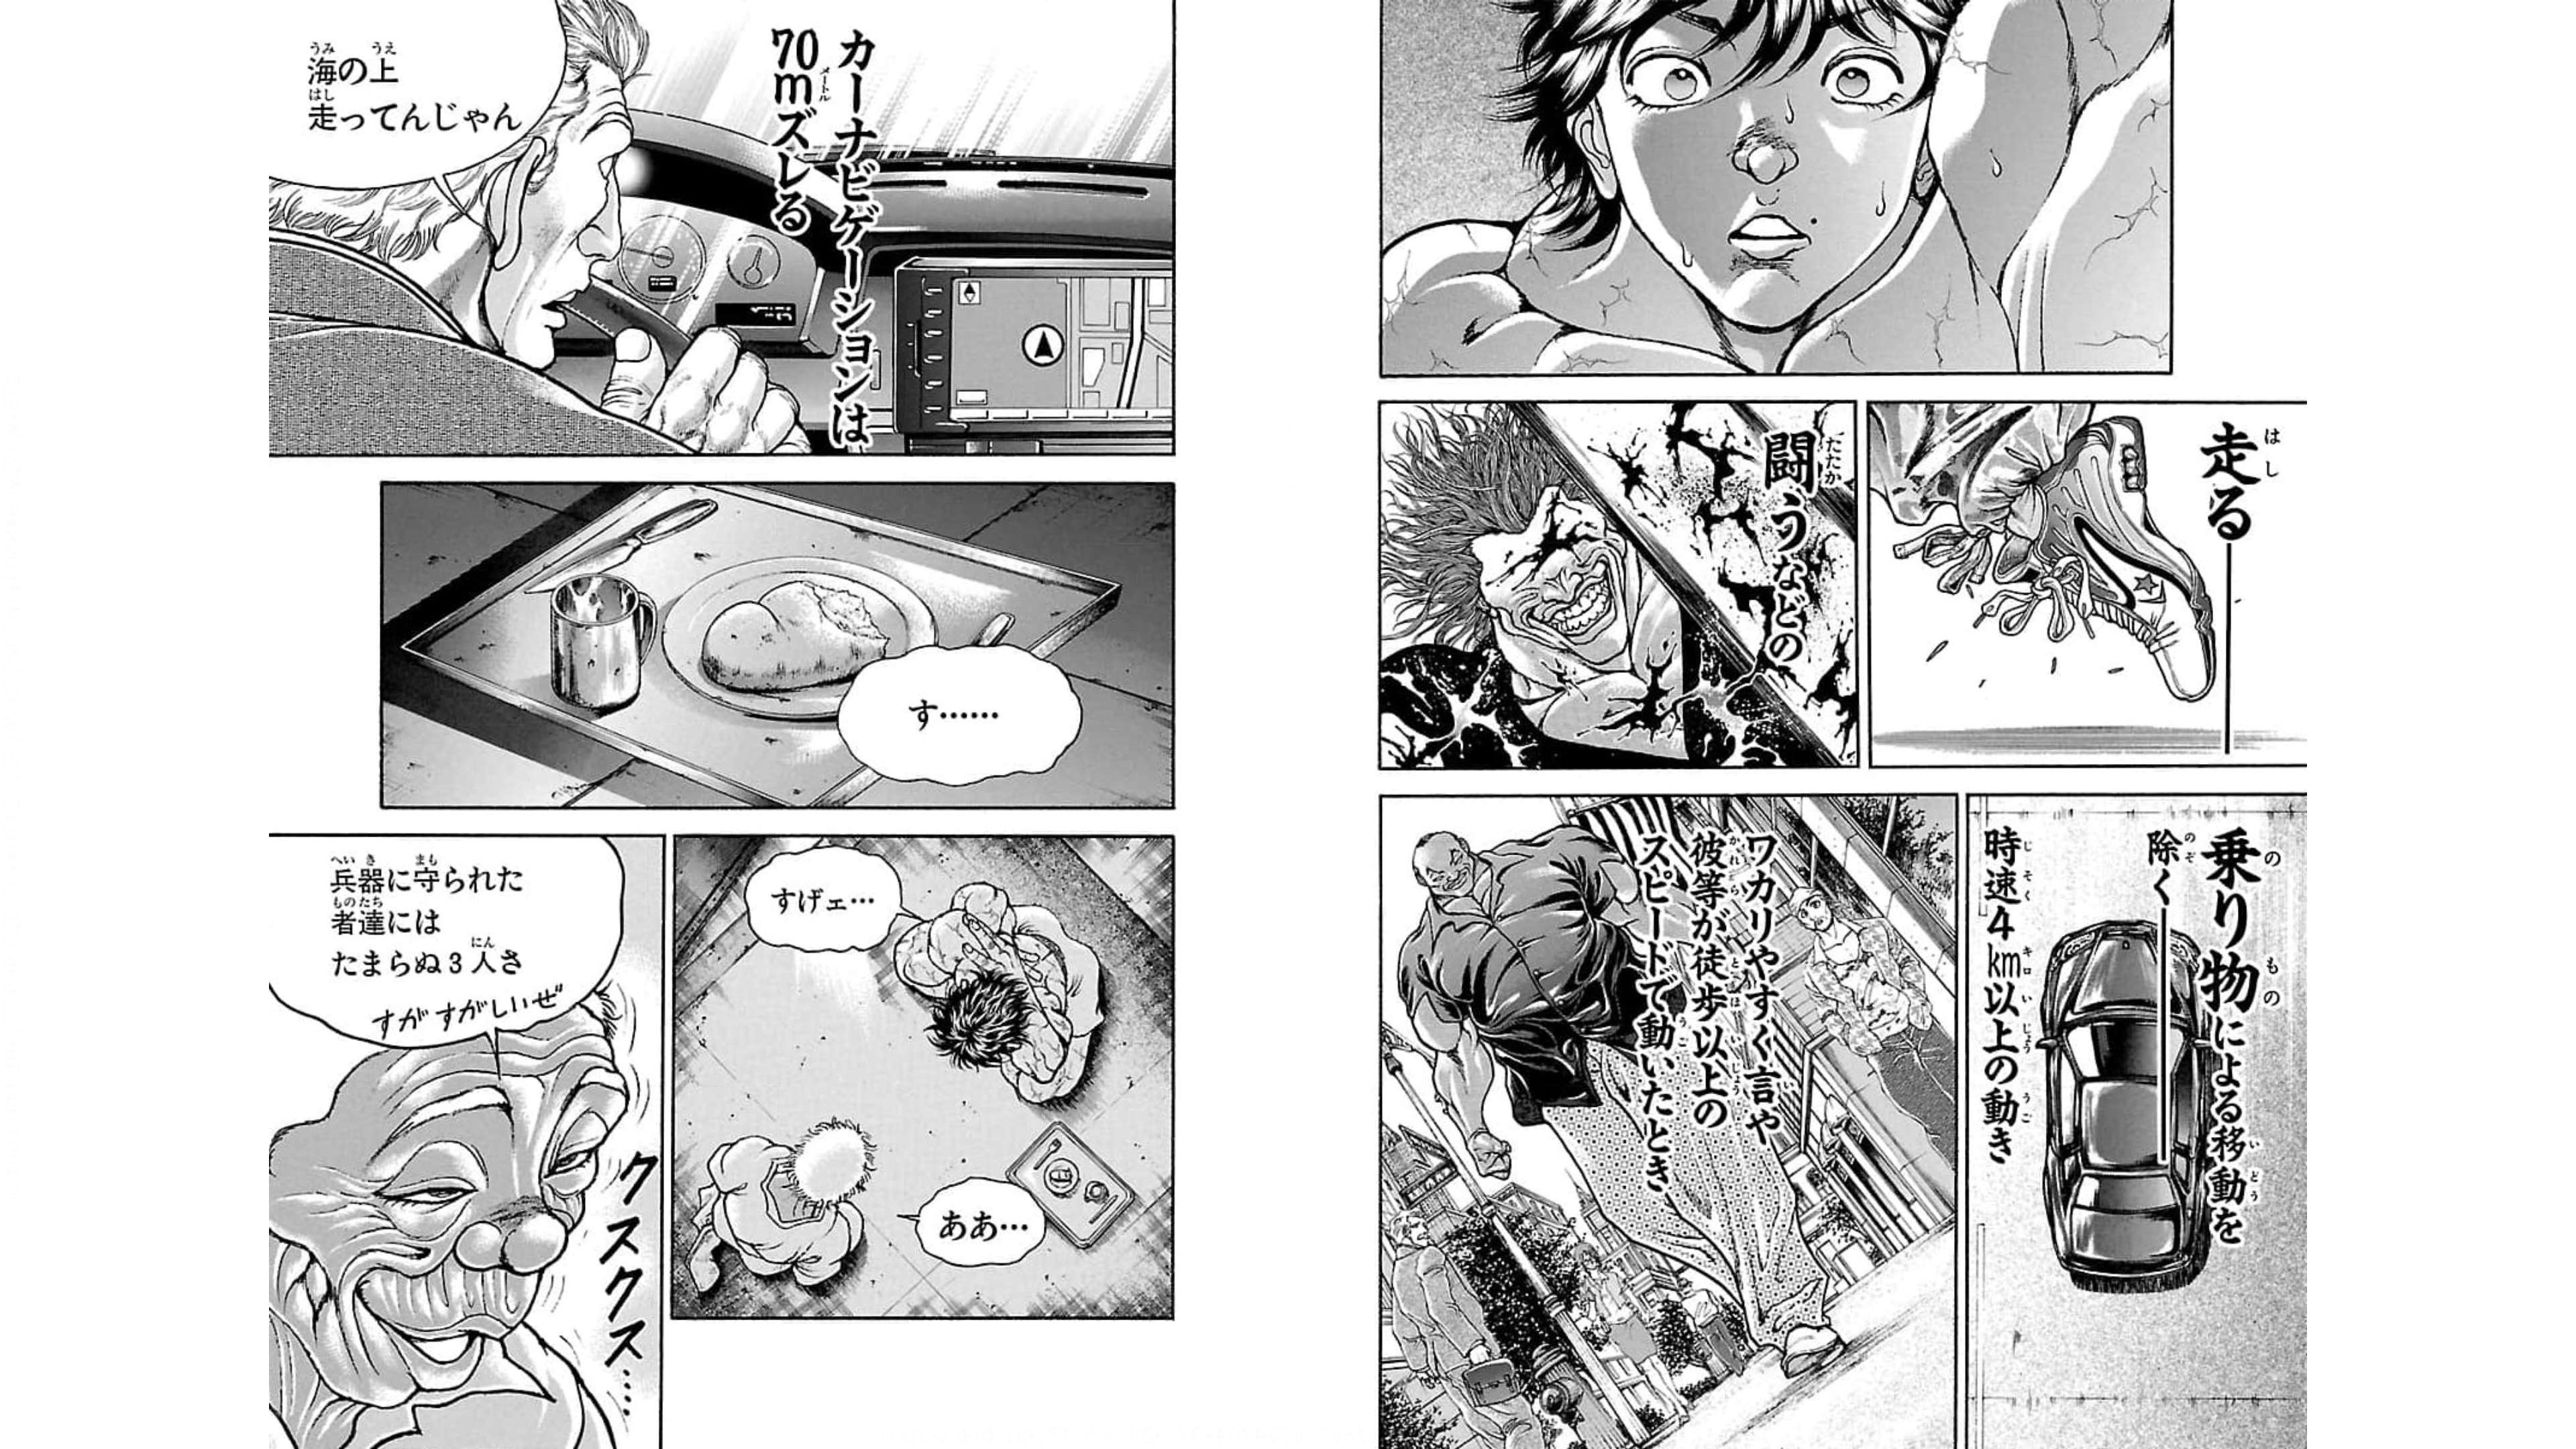 走る―
闘うなどの
乗り物による移動を
除く―
時速4km以上の動き
ワカりやすく言や
彼等が徒歩以上の
スピードで動いたとき
カーナビゲーションは
70mズレる
海の上
走ってんじゃん
す……
すげェ…
ああ…
兵器に守られた
者達には
たまらぬ3人さ
すがすがしいぜ
クスクス……